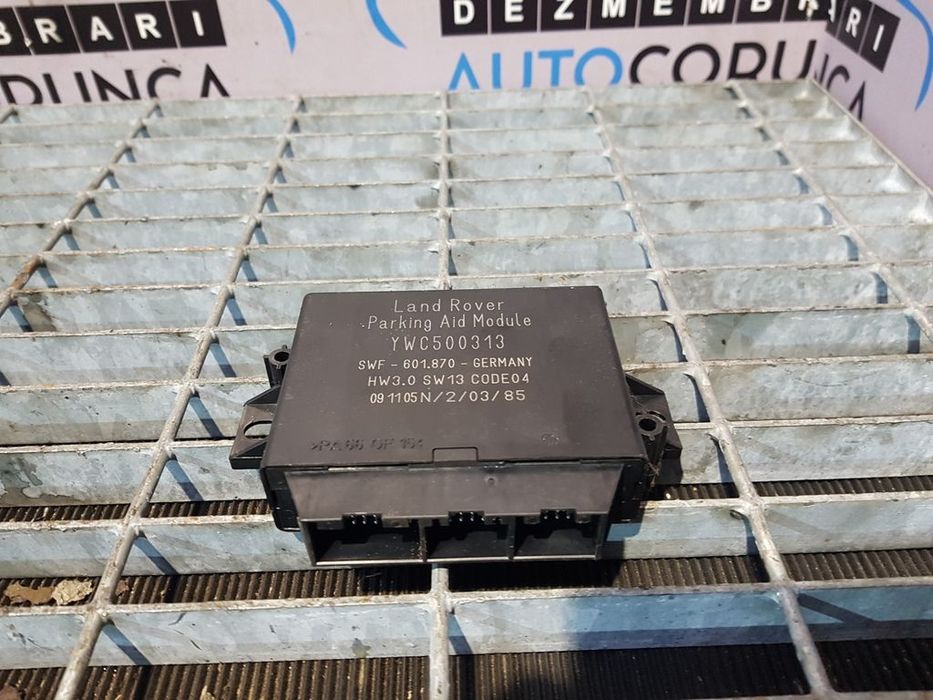 BRARI
DEZMEMBRARI
AUTOCORUNCA
Land Rover
Parking Aid Module
YWC500313
SWF - 601.870 - GERMANY
HW3.0 SW13 CODE04
09 11 05 N/2/03/85